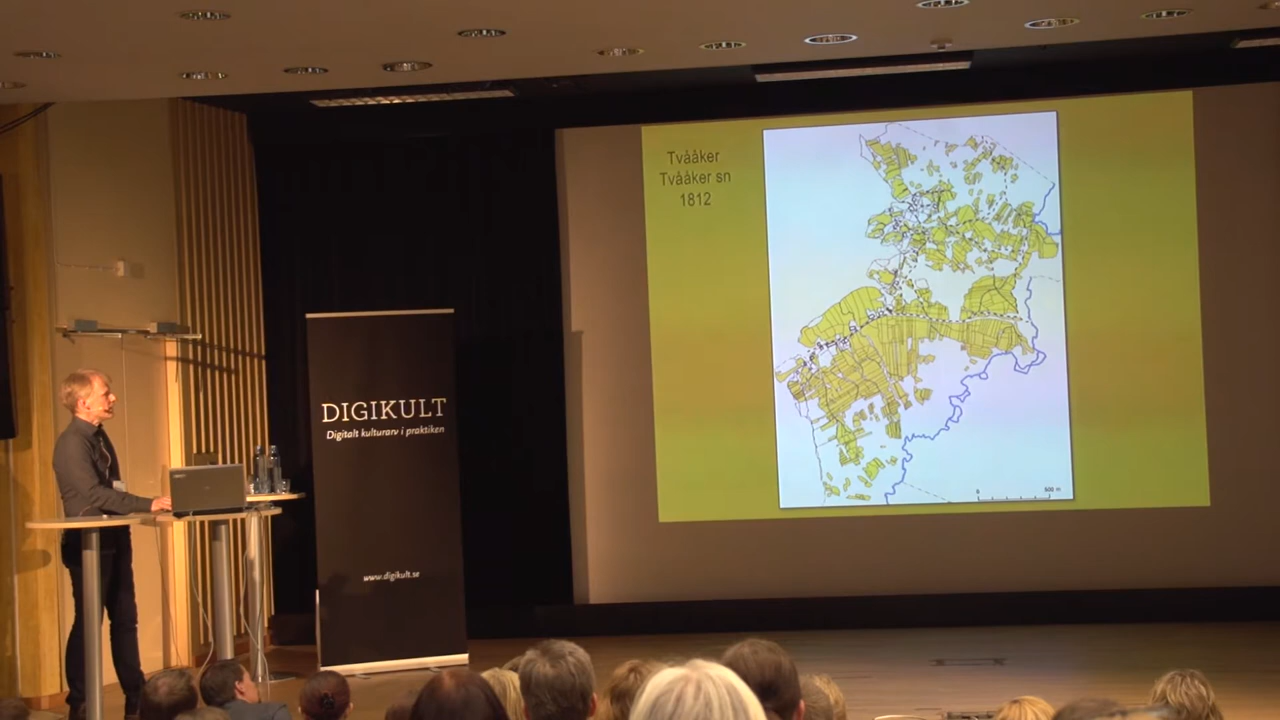 Tvååker
Tvååker sn
1812
0 500 m
DIGIKULT
Digitalt kulturarv i praktiken
www.digikult.se